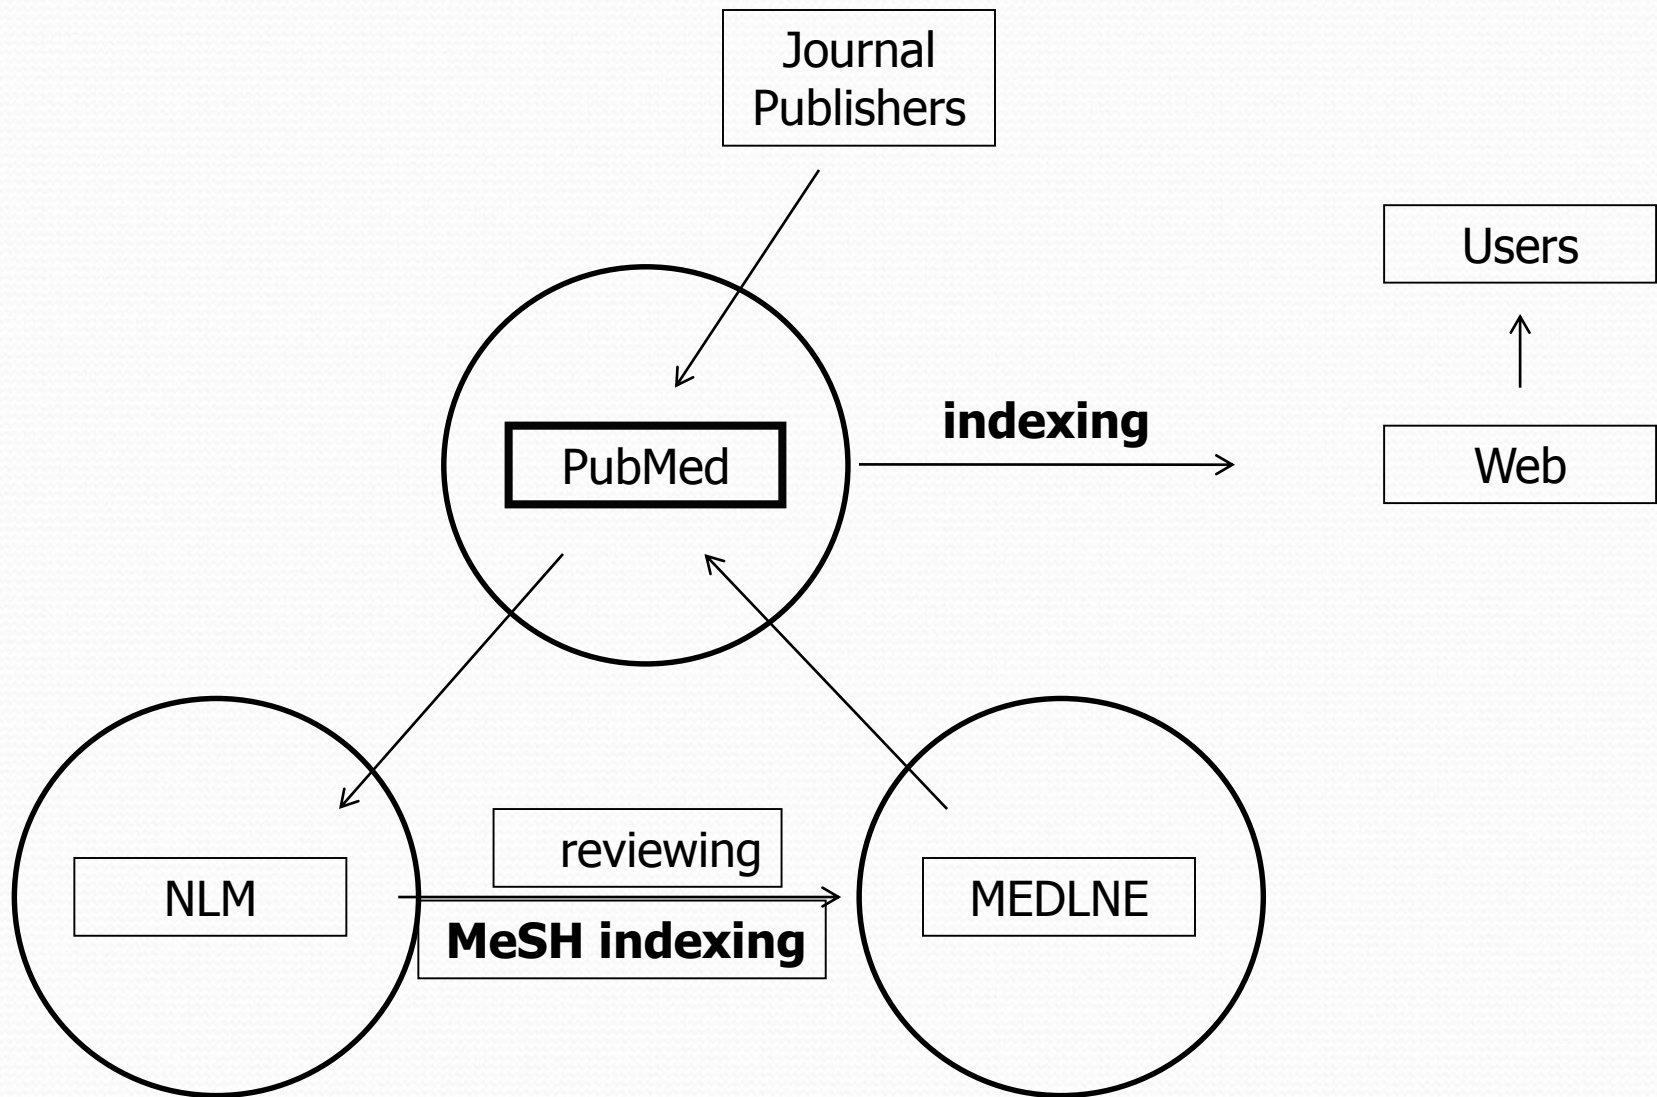 Journal
Publishers
Users
indexing
PubMed
Web
reviewing
NLM
MEDLNE
MeSH indexing